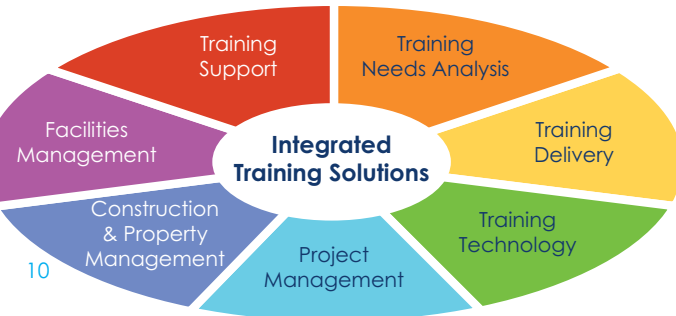 Training
Support
Training
Needs Analysis
Facilities
Management
Integrated
Training Solutions
Training
Delivery
Construction
& Property
Management
Project
Management
Training
Technology
10